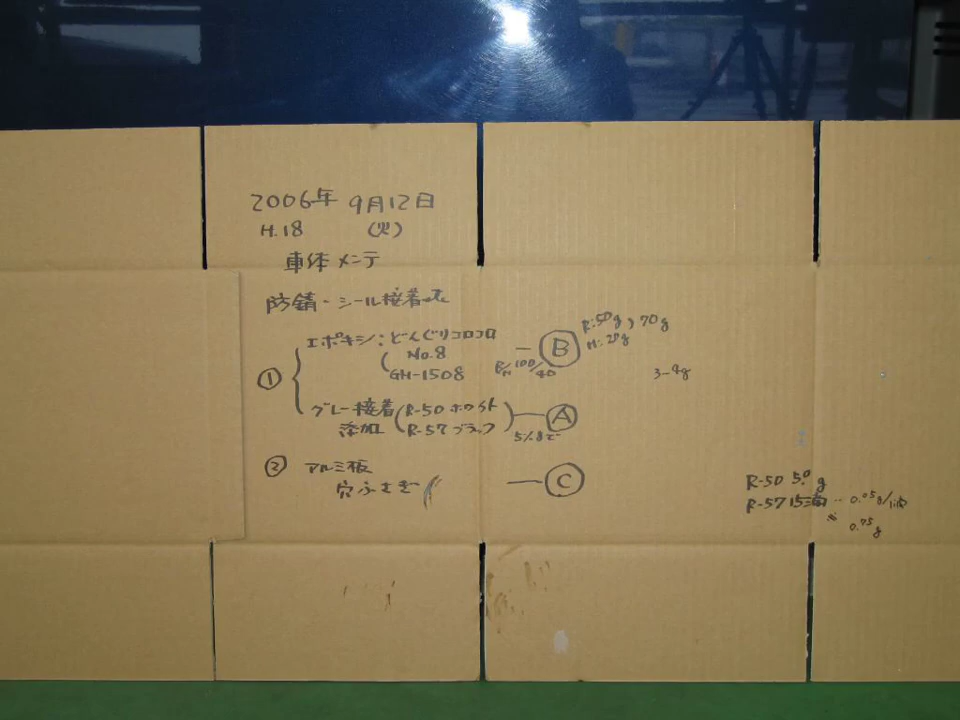 2006年 9月12日
H.18 (火)
車体メンテ
防錆・シール接着
① エポキシ:どんぐりコロコロ
No.8
GM-1508
B
R:50g, 70g
H:20g
100/40
3-4g
グレー接着 R-50 ホワイト
添加 R-57 ブラック
5%まで
A
② アルミ板
穴ふさぎ
C
R-50 5.0g
R-57 15滴 … 0.05g/1滴
0.75g